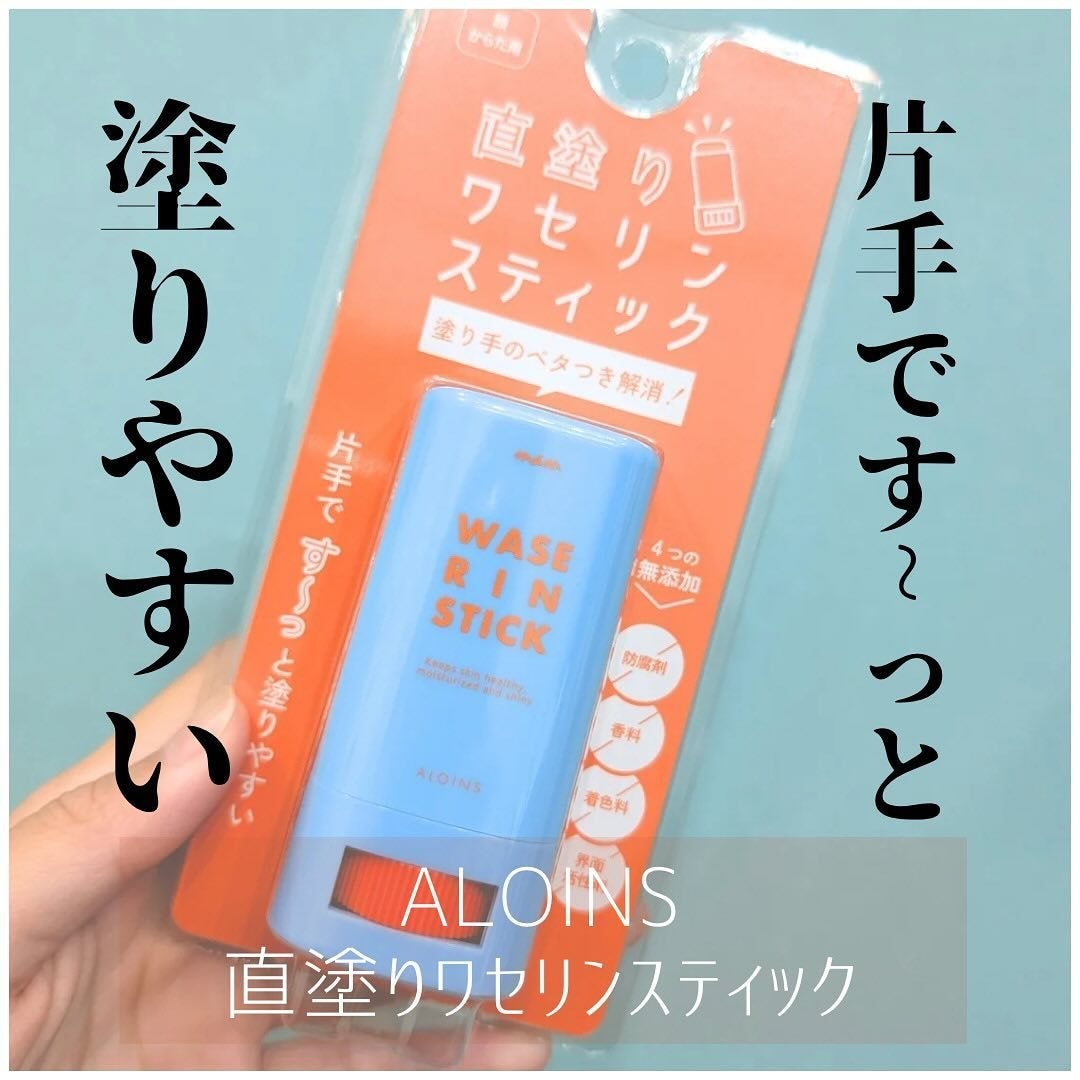 片手です～っと
塗りやすい
からだ用
直塗り
ワセリン
スティック
塗り手のベタつき解消！
片手ですーっと塗りやすい
WASE
RIN
STICK
Keeps skin healthy,
moisturized and shiny
ALOINS
4つの
無添加
防腐剤
香料
着色料
界面
ALOINS
直塗りワセリンスティック